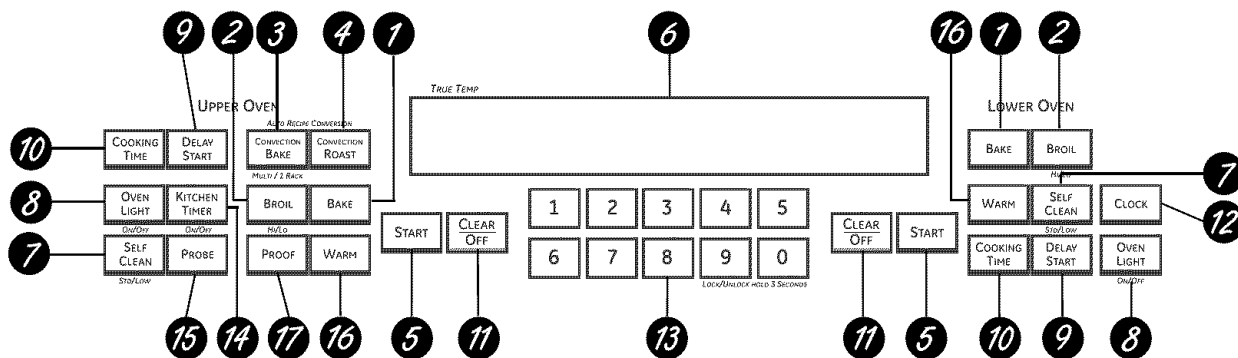 9 2 3 4 1 6 16 1 2
TRUE TEMP
UPPER OVEN
LOWER OVEN
AUTO RECIPE CONVERSION
10 COOKING TIME DELAY START CONVECTION BAKE CONVECTION ROAST BAKE BROIL
MULTI / 1 RACK
7
8 OVEN LIGHT KITCHEN TIMER BROIL BAKE 1 2 3 4 5 WARM SELF CLEAN CLOCK
ON/OFF ON/OFF HI/LO STD/LOW 12
START CLEAR OFF CLEAR OFF START
7 SELF CLEAN PROBE PROOF WARM 6 7 8 9 0 COOKING TIME DELAY START OVEN LIGHT
STD/LOW LOCK/UNLOCK HOLD 3 SECONDS ON/OFF
15 14 17 16 5 11 13 11 5 10 9 8